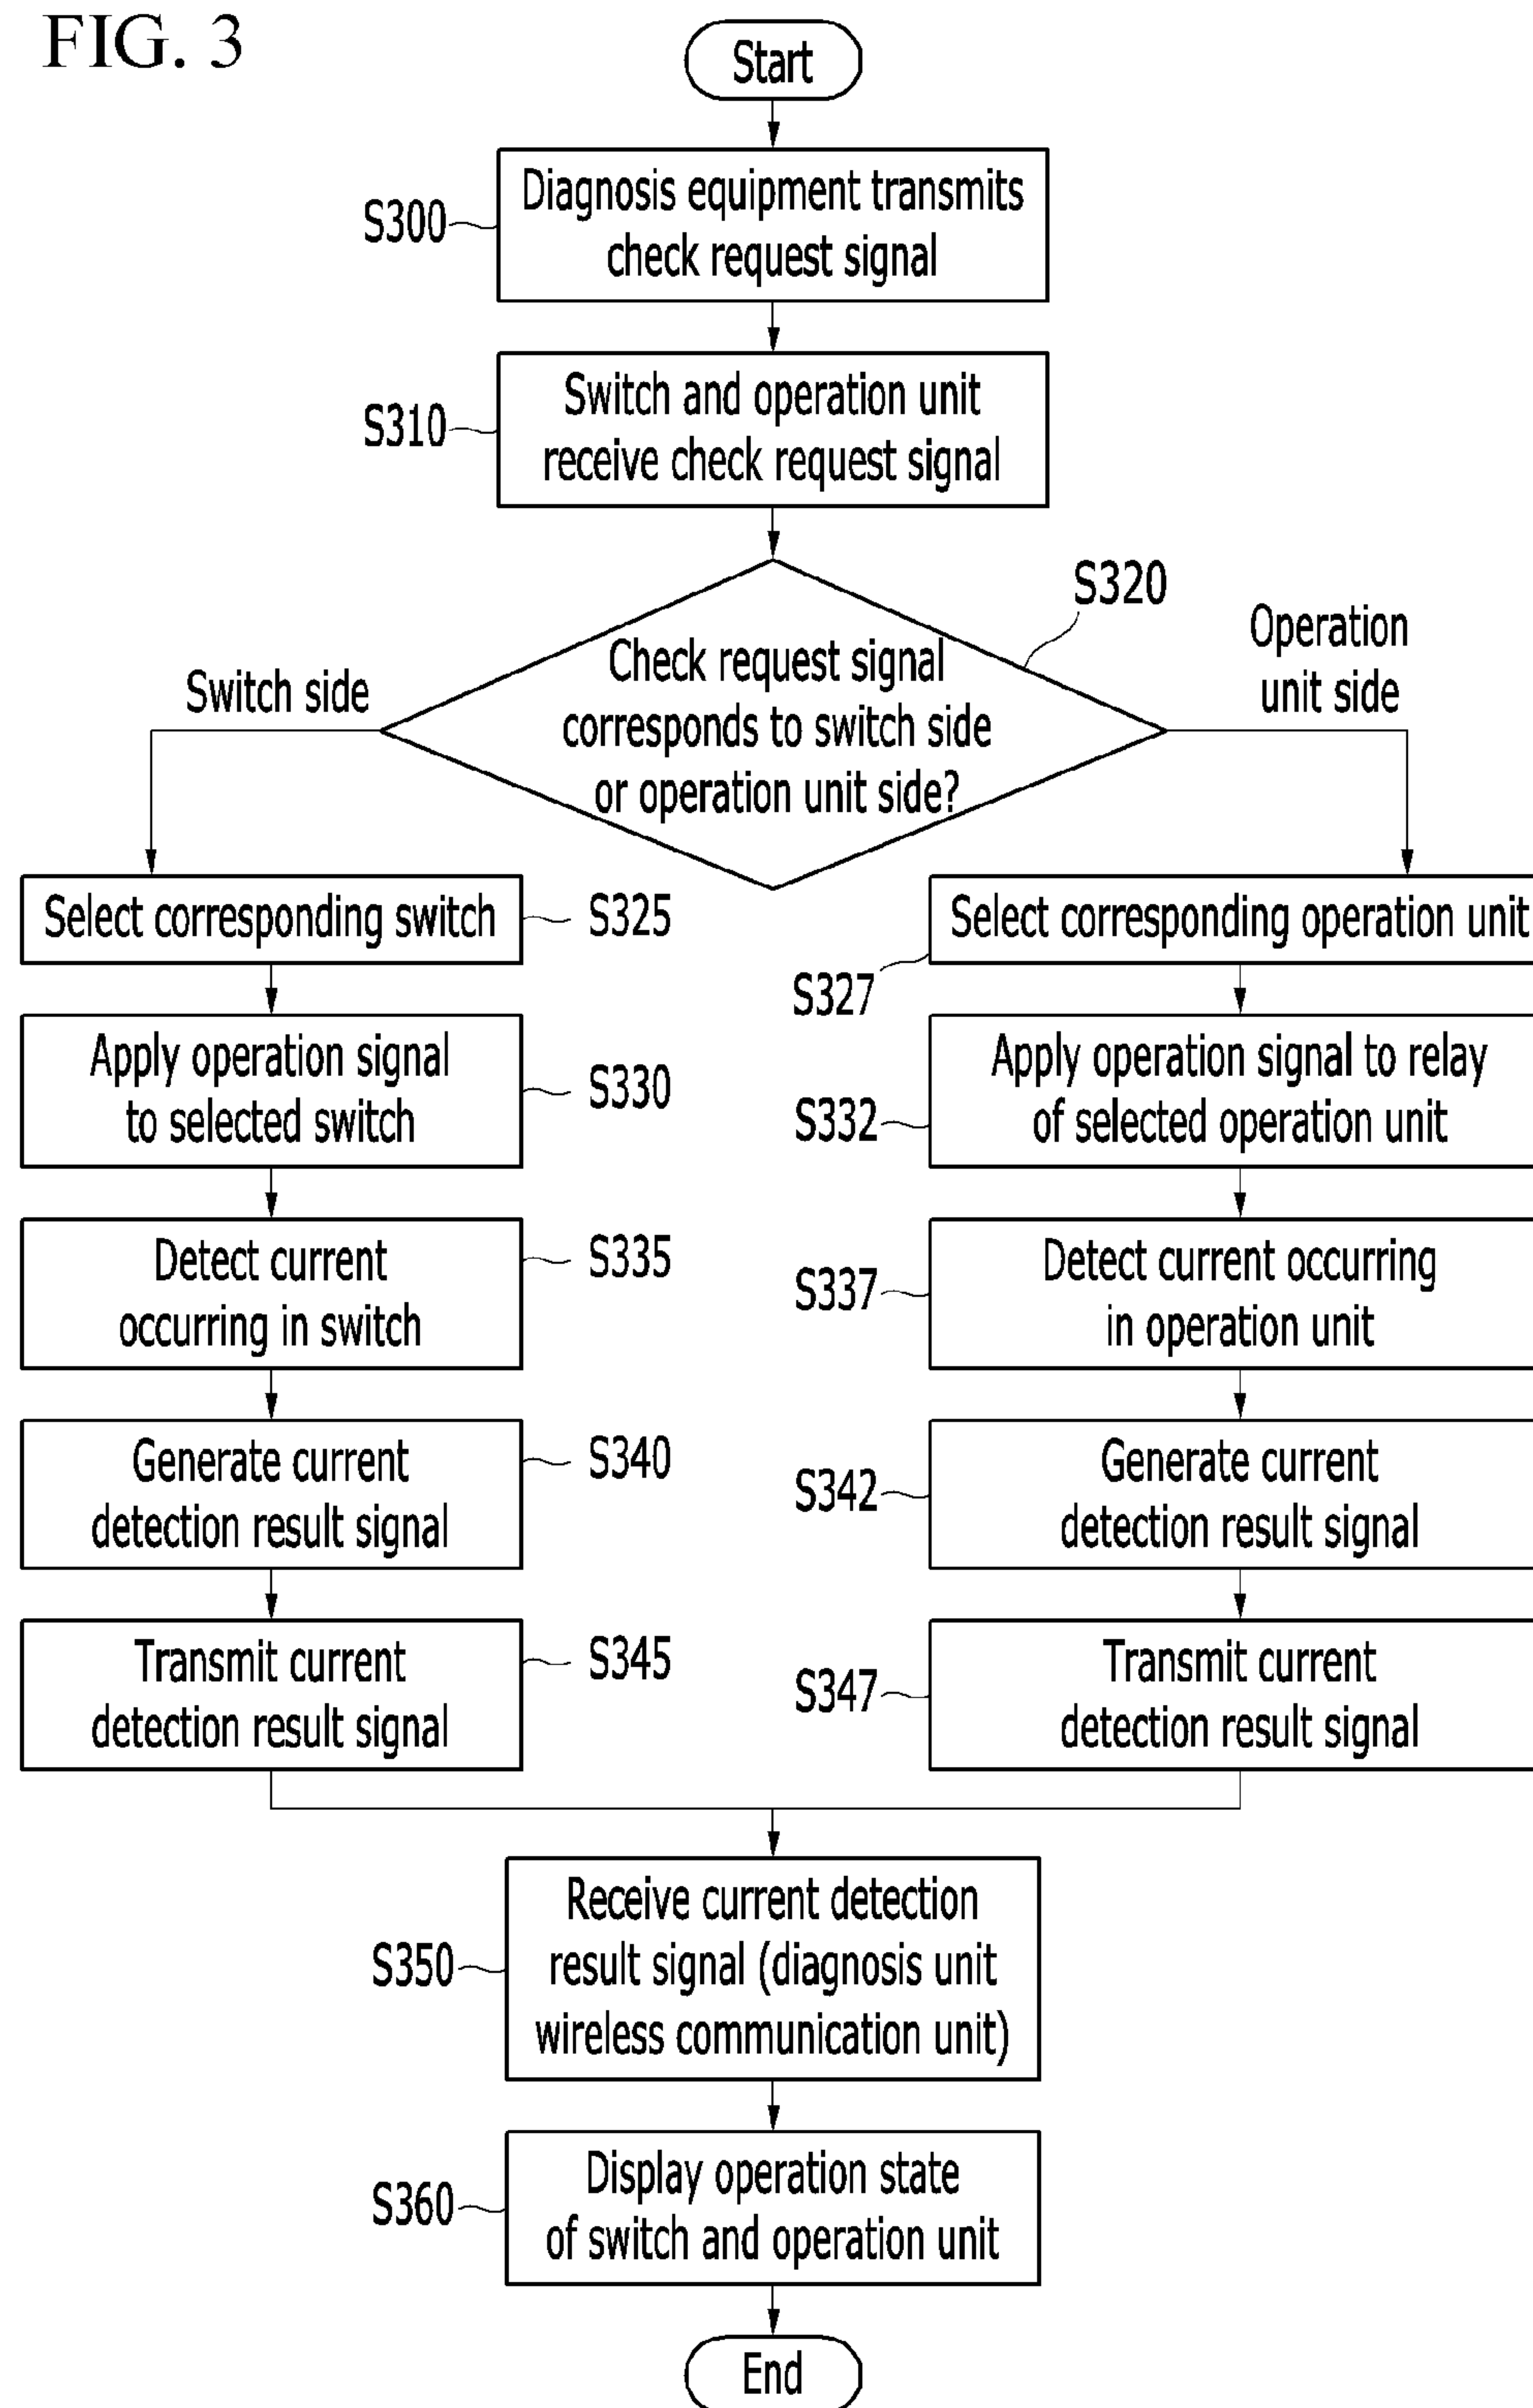 FIG. 3
Start
Diagnosis equipment transmits
check request signal
S300
Switch and operation unit
receive check request signal
S310
Check request signal
corresponds to switch side
or operation unit side?
S320
Switch side
Operation
unit side
Select corresponding switch
S325
Apply operation signal
to selected switch
S330
Detect current
occurring in switch
S335
Generate current
detection result signal
S340
Transmit current
detection result signal
S345
Select corresponding operation unit
S327
Apply operation signal to relay
of selected operation unit
S332
Detect current occurring
in operation unit
S337
Generate current
detection result signal
S342
Transmit current
detection result signal
S347
Receive current detection
result signal (diagnosis unit
wireless communication unit)
S350
Display operation state
of switch and operation unit
S360
End